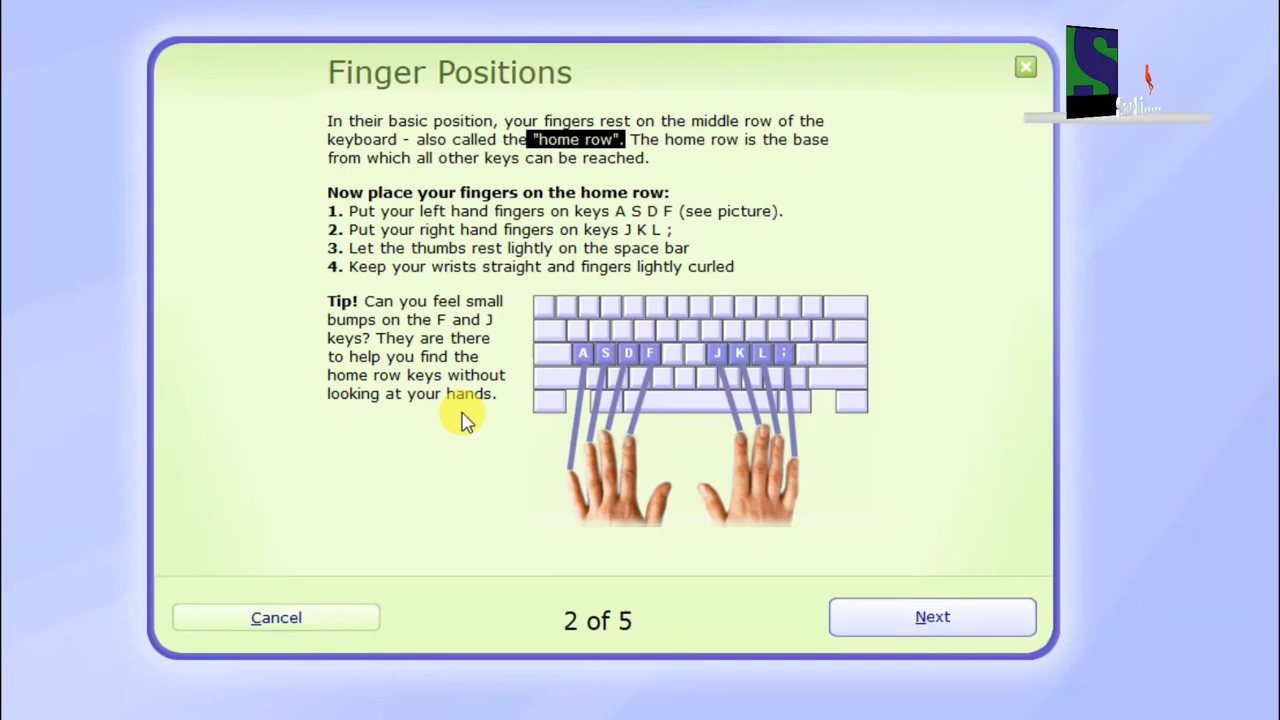 Finger Positions
In their basic position, your fingers rest on the middle row of the
keyboard - also called the "home row". The home row is the base
from which all other keys can be reached.
Now place your fingers on the home row:
1. Put your left hand fingers on keys A S D F (see picture).
2. Put your right hand fingers on keys J K L ;
3. Let the thumbs rest lightly on the space bar
4. Keep your wrists straight and fingers lightly curled
Tip! Can you feel small
bumps on the F and J
keys? They are there
to help you find the
home row keys without
looking at your hands.
A S D F J K L ;
Cancel
2 of 5
Next
S